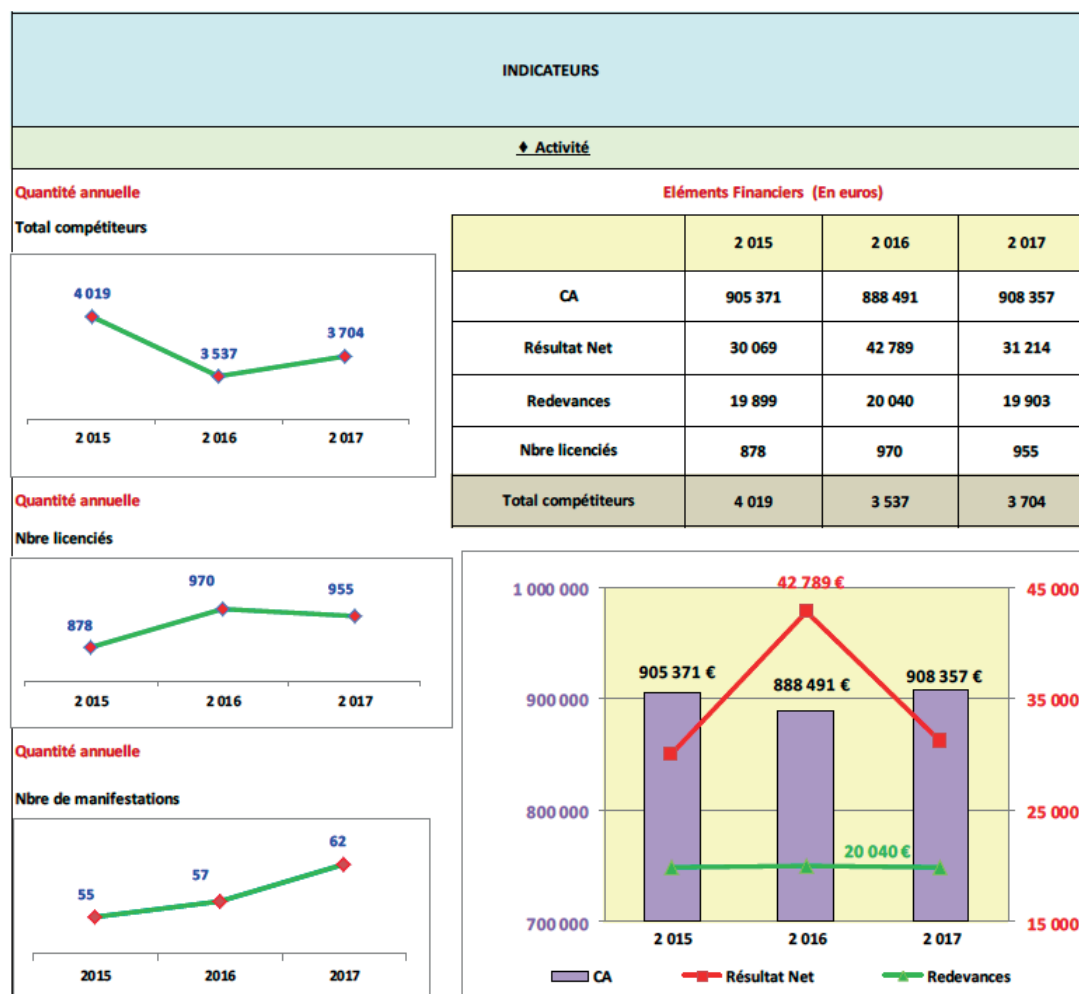 INDICATEURS
♦ Activité
Quantité annuelle
Total compétiteurs
4 019
3 537
3 704
2 015 2 016 2 017
Quantité annuelle
Nbre licenciés
878
970
955
2 015 2 016 2 017
Quantité annuelle
Nbre de manifestations
55
57
62
2015 2016 2017
Eléments Financiers (En euros)
2 015 2 016 2 017
CA 905 371 888 491 908 357
Résultat Net 30 069 42 789 31 214
Redevances 19 899 20 040 19 903
Nbre licenciés 878 970 955
Total compétiteurs 4 019 3 537 3 704
1 000 000
900 000
800 000
700 000
42 789 €
905 371 €
888 491 €
908 357 €
20 040 €
45 000
35 000
25 000
15 000
2 015 2 016 2 017
CA Résultat Net Redevances